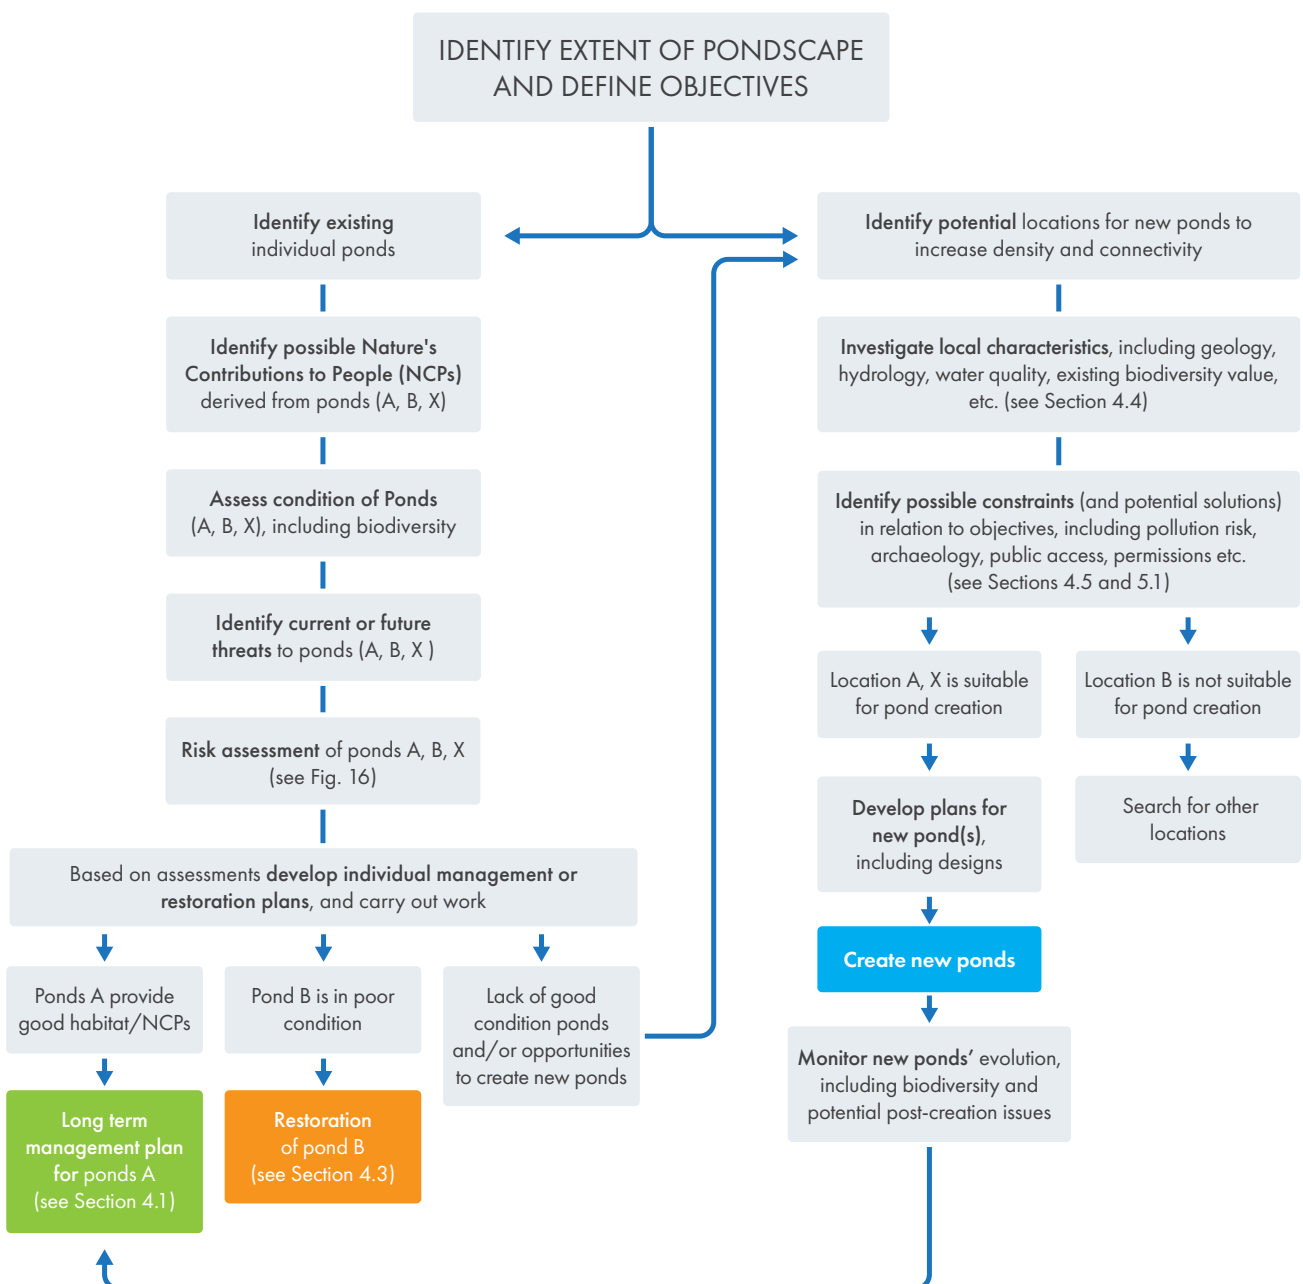 IDENTIFY EXTENT OF PONDSCAPE
AND DEFINE OBJECTIVES
Identify existing
individual ponds
Identify possible Nature's
Contributions to People (NCPs)
derived from ponds (A, B, X)
Assess condition of Ponds
(A, B, X), including biodiversity
Identify current or future
threats to ponds (A, B, X )
Risk assessment of ponds A, B, X
(see Fig. 16)
Based on assessments develop individual management or
restoration plans, and carry out work
Ponds A provide
good habitat/NCPs
Long term
management plan
for ponds A
(see Section 4.1)
Pond B is in poor
condition
Restoration
of pond B
(see Section 4.3)
Lack of good
condition ponds
and/or opportunities
to create new ponds
Identify potential locations for new ponds to
increase density and connectivity
Investigate local characteristics, including geology,
hydrology, water quality, existing biodiversity value,
etc. (see Section 4.4)
Identify possible constraints (and potential solutions)
in relation to objectives, including pollution risk,
archaeology, public access, permissions etc.
(see Sections 4.5 and 5.1)
Location A, X is suitable
for pond creation
Develop plans for
new pond(s),
including designs
Create new ponds
Monitor new ponds’ evolution,
including biodiversity and
potential post-creation issues
Location B is not suitable
for pond creation
Search for other
locations